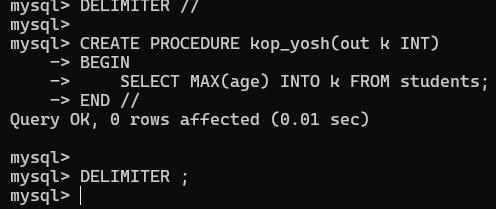 mysql> DELIMITER //
mysql>
mysql> CREATE PROCEDURE kop_yosh(out k INT)
    -> BEGIN
    ->     SELECT MAX(age) INTO k FROM students;
    -> END //
Query OK, 0 rows affected (0.01 sec)

mysql>
mysql> DELIMITER ;
mysql>